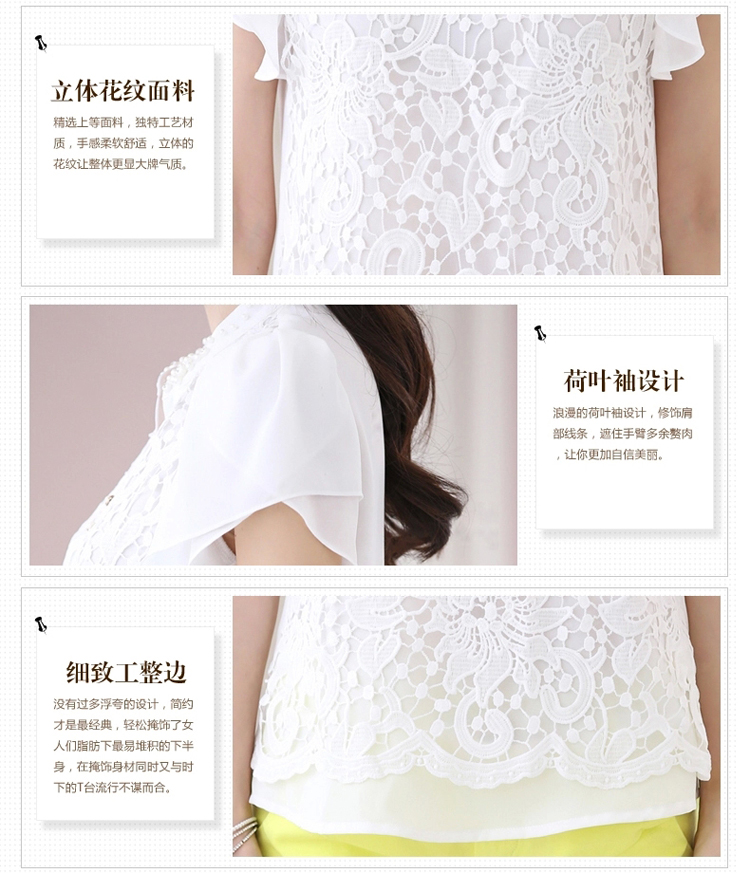 立体花纹面料
精选上等面料，独特工艺材
质，手感柔软舒适，立体的
花纹让整体更显大牌气质。
荷叶袖设计
浪漫的荷叶袖设计，修饰肩
部线条，遮住手臂多余赘肉
，让你更加自信美丽。
细致工整边
没有过多浮夸的设计，简约
才是最经典，轻松掩饰了女
人们脂肪下最易堆积的下半
身，在掩饰身材同时又与时
下的T台流行不谋而合。